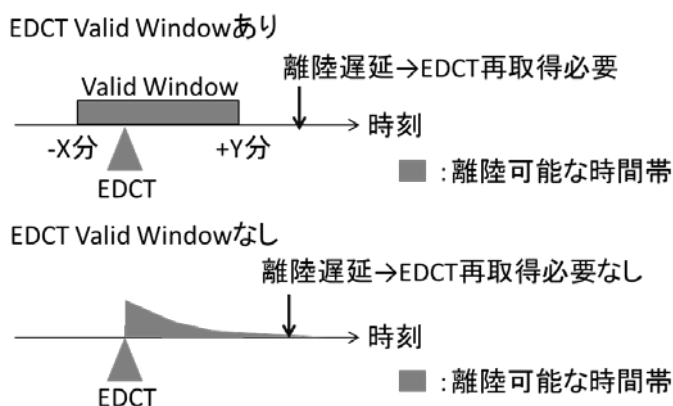 EDCT Valid Windowあり
離陸遅延→EDCT再取得必要
Valid Window
時刻
-X分
+Y分
EDCT
：離陸可能な時間帯
EDCT Valid Windowなし
離陸遅延→EDCT再取得必要なし
時刻
EDCT
：離陸可能な時間帯